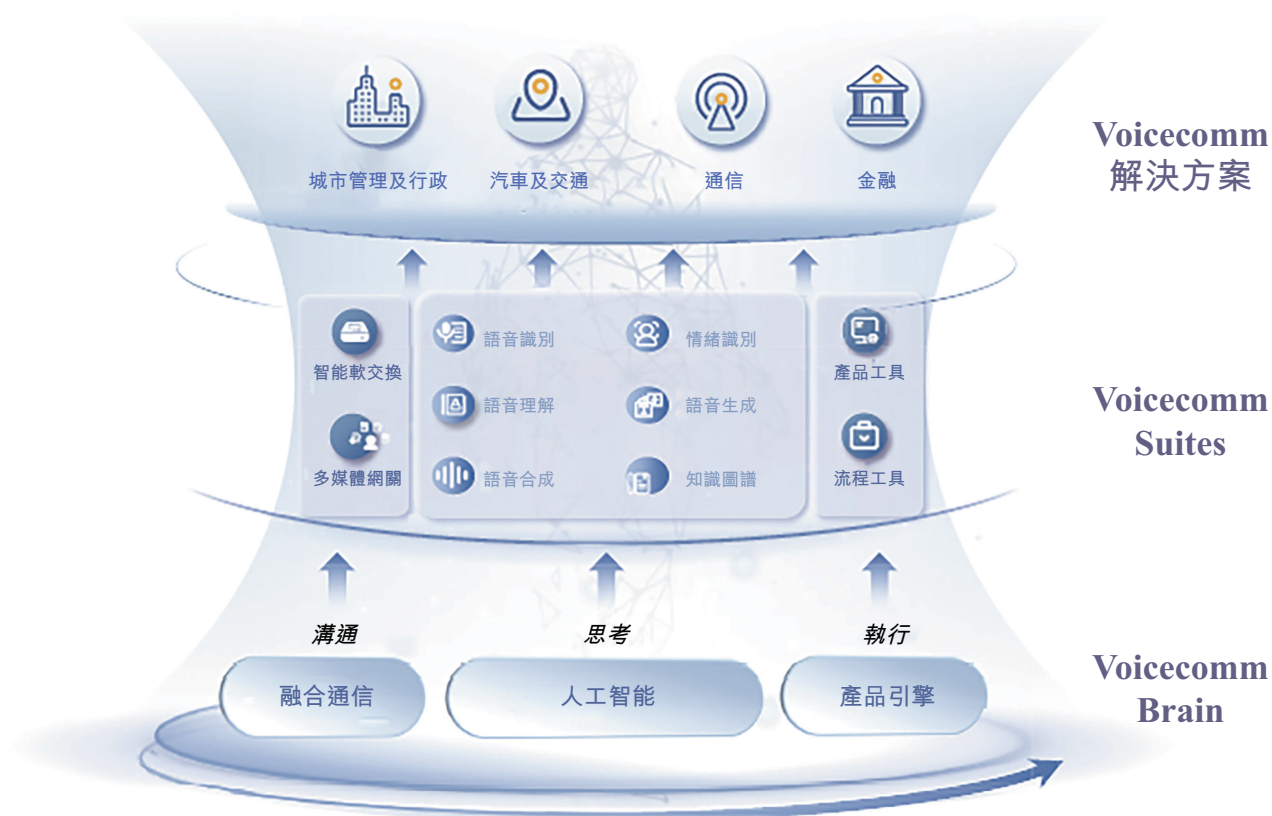 城市管理及行政
汽車及交通
通信
金融
Voicecomm
解決方案
智能軟交換
多媒體網關
語音識別
情緒識別
語音理解
語音生成
語音合成
知識圖譜
產品工具
流程工具
Voicecomm
Suites
溝通
思考
執行
融合通信
人工智能
產品引擎
Voicecomm
Brain